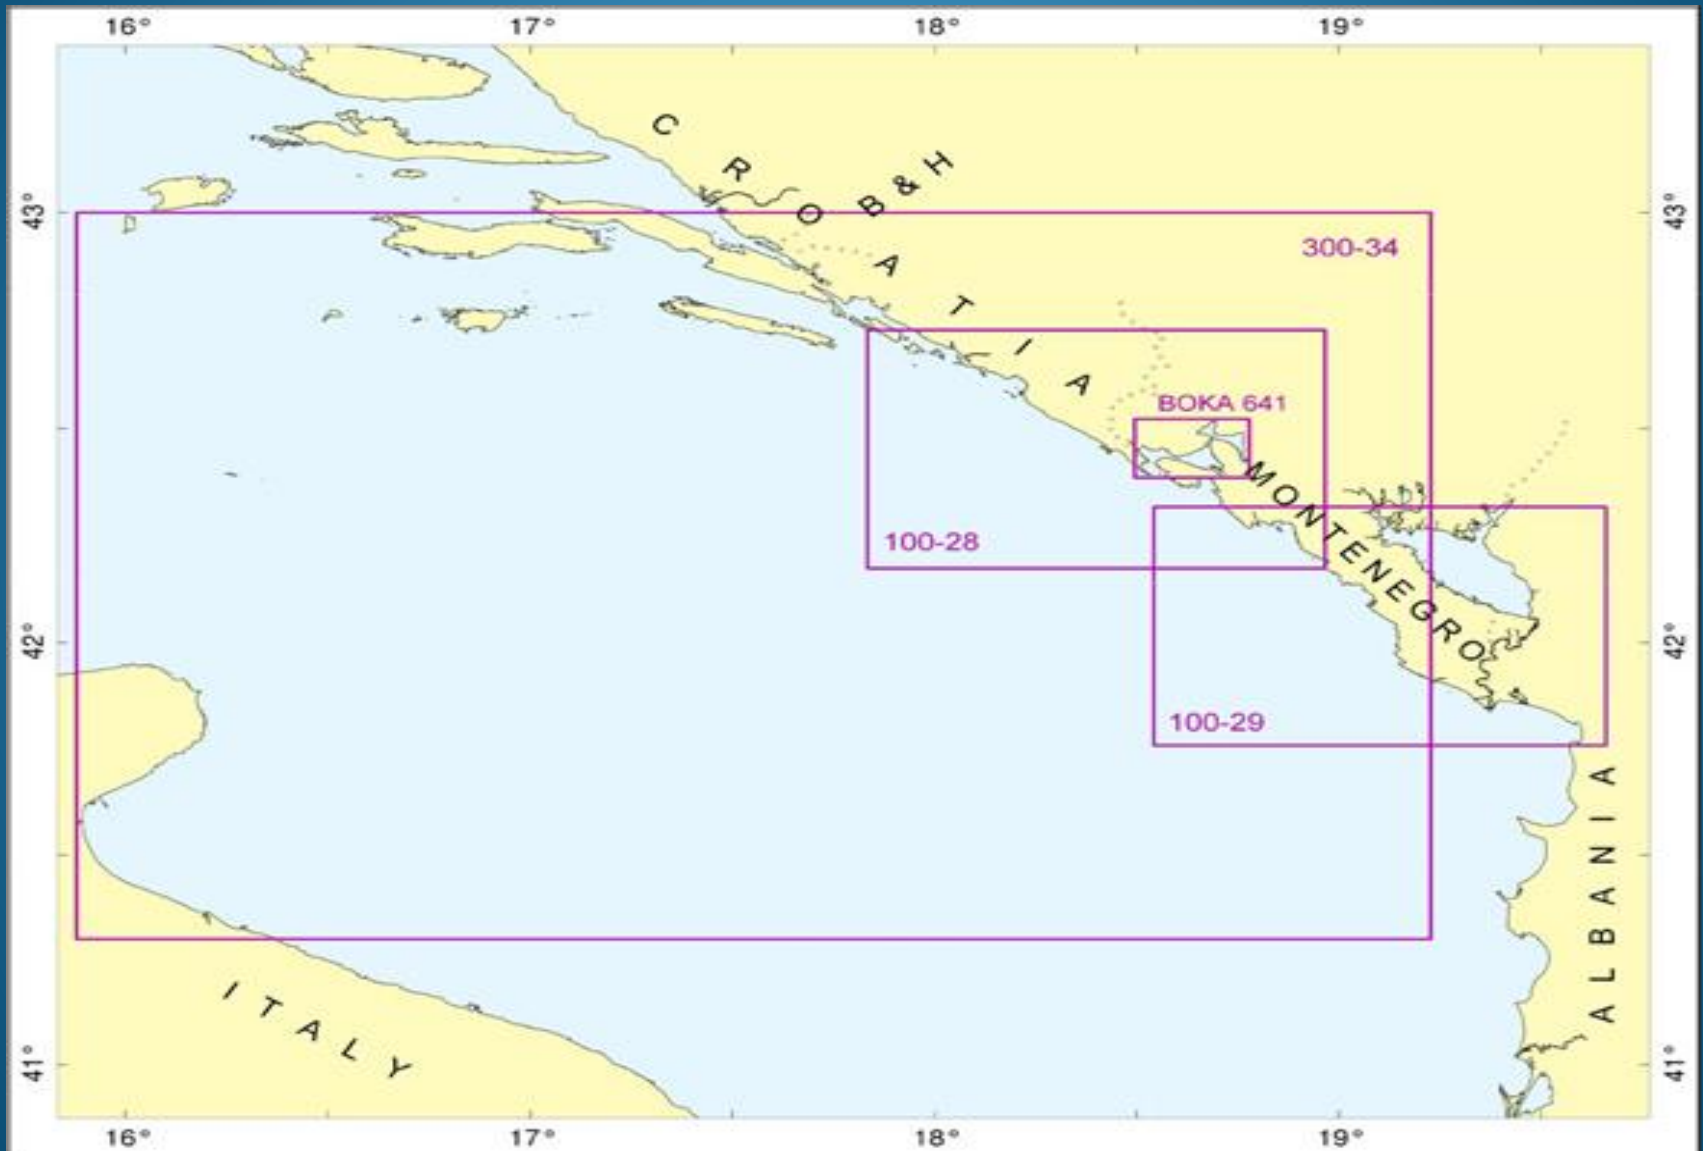 16° 17° 18° 19°
CROATIA
B&H
43° 43°
300-34
BOKA 641
MONTENEGRO
100-28
42° 42°
100-29
ALBANIA
ITALY
41° 41°
16° 17° 18° 19°